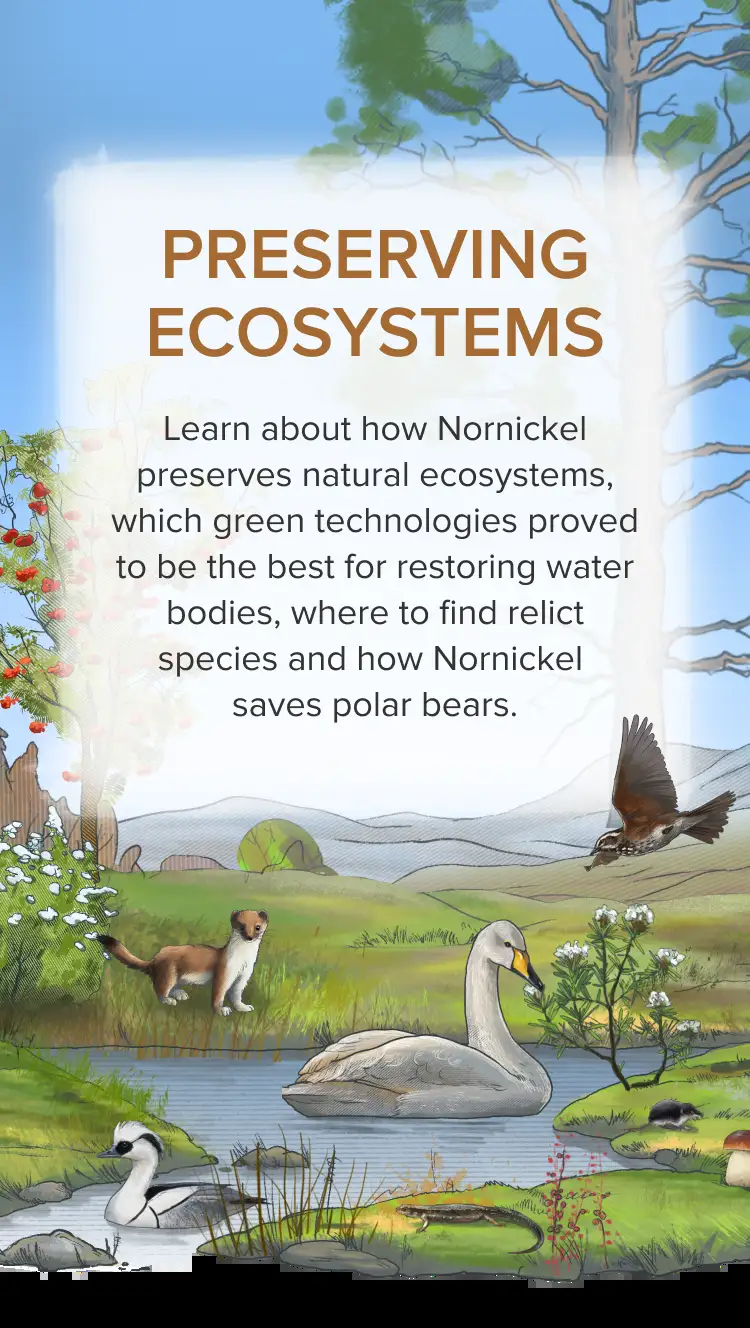 PRESERVING
ECOSYSTEMS
Learn about how Nornickel
preserves natural ecosystems,
which green technologies proved
to be the best for restoring water
bodies, where to find relict
species and how Nornickel
saves polar bears.